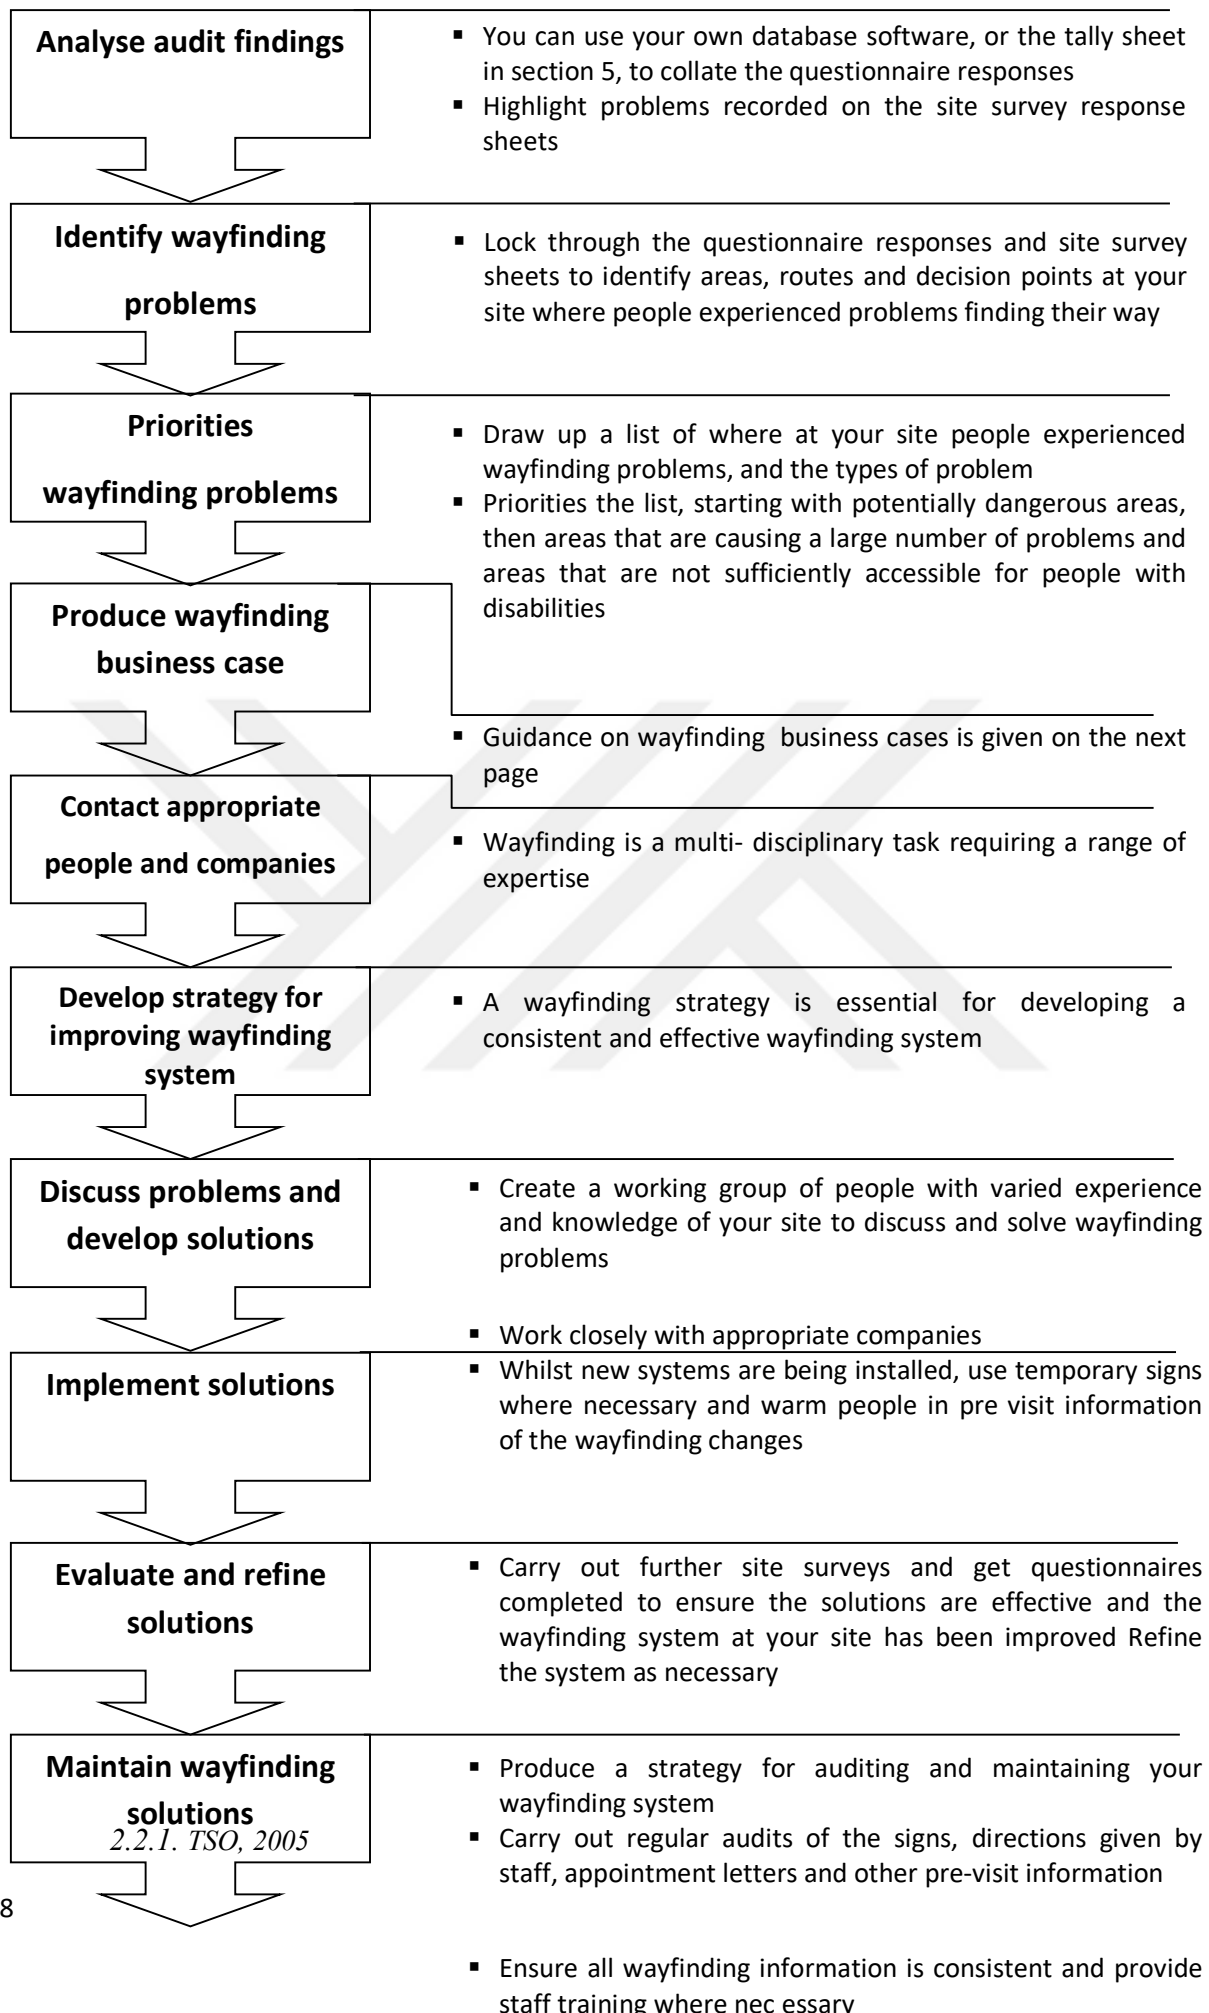 Analyse audit findings
▪ You can use your own database software, or the tally sheet
in section 5, to collate the questionnaire responses
▪ Highlight problems recorded on the site survey response
sheets
Identify wayfinding
problems
▪ Lock through the questionnaire responses and site survey
sheets to identify areas, routes and decision points at your
site where people experienced problems finding their way
Priorities
wayfinding problems
▪ Draw up a list of where at your site people experienced
wayfinding problems, and the types of problem
▪ Priorities the list, starting with potentially dangerous areas,
then areas that are causing a large number of problems and
areas that are not sufficiently accessible for people with
disabilities
Produce wayfinding
business case
▪ Guidance on wayfinding business cases is given on the next
page
Contact appropriate
people and companies
▪ Wayfinding is a multi- disciplinary task requiring a range of
expertise
Develop strategy for
improving wayfinding
system
▪ A wayfinding strategy is essential for developing a
consistent and effective wayfinding system
Discuss problems and
develop solutions
▪ Create a working group of people with varied experience
and knowledge of your site to discuss and solve wayfinding
problems
▪ Work closely with appropriate companies
Implement solutions
▪ Whilst new systems are being installed, use temporary signs
where necessary and warm people in pre visit information
of the wayfinding changes
Evaluate and refine
solutions
▪ Carry out further site surveys and get questionnaires
completed to ensure the solutions are effective and the
wayfinding system at your site has been improved Refine
the system as necessary
Maintain wayfinding
solutions
2.2.1. TSO, 2005
▪ Produce a strategy for auditing and maintaining your
wayfinding system
▪ Carry out regular audits of the signs, directions given by
staff, appointment letters and other pre-visit information
8
▪ Ensure all wayfinding information is consistent and provide
staff training where nec essary